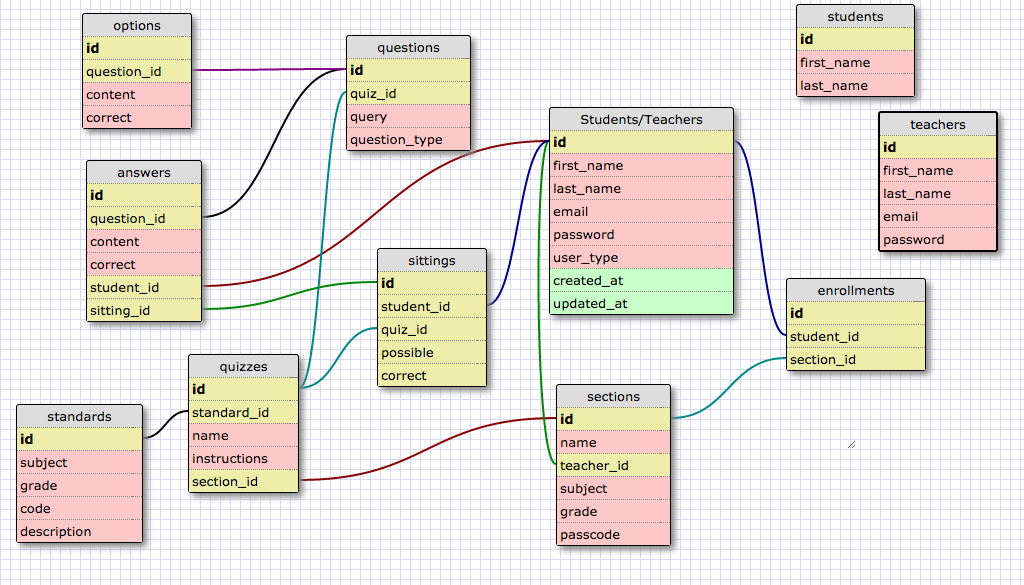 options
id
question_id
content
correct
questions
id
quiz_id
query
question_type
students
id
first_name
last_name
Students/Teachers
id
first_name
last_name
email
password
user_type
created_at
updated_at
teachers
id
first_name
last_name
email
password
answers
id
question_id
content
correct
student_id
sitting_id
sittings
id
student_id
quiz_id
possible
correct
enrollments
id
student_id
section_id
quizzes
id
standard_id
name
instructions
section_id
standards
id
subject
grade
code
description
sections
id
name
teacher_id
subject
grade
passcode